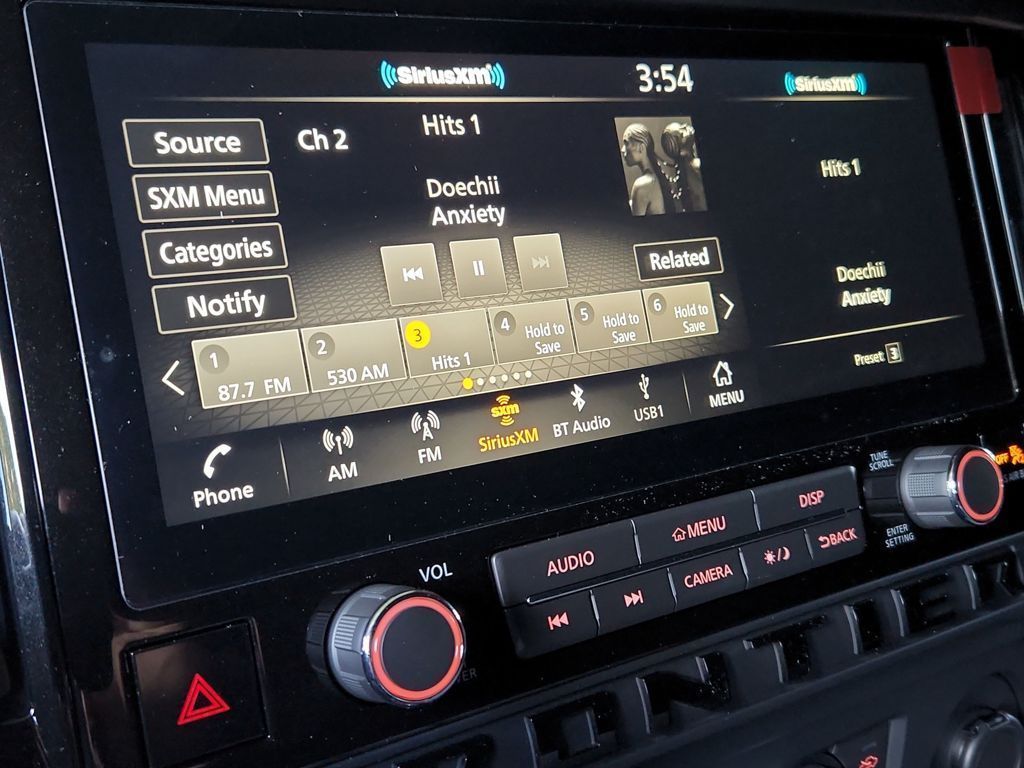 SiriusXM
3:54
SiriusXM
Source
SXM Menu
Categories
Notify
Ch 2
Hits 1
Doechii
Anxiety
Related
1
87.7 FM
2
530 AM
3
Hits 1
4
Hold to
Save
5
Hold to
Save
6
Hold to
Save
Hits 1
Doechii
Anxiety
Preset 3
Phone
AM
FM
sxm
SiriusXM
BT Audio
USB1
MENU
VOL
AUDIO
MENU
DISP
CAMERA
BACK
TUNE
SCROLL
ENTER
SETTING
OFF